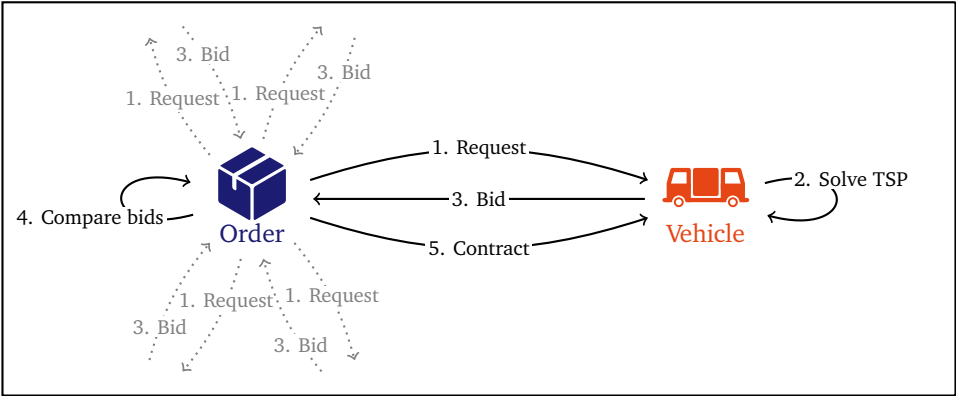 3. Bid
3. Bid
1. Request
1. Request
1. Request
2. Solve TSP
3. Bid
4. Compare bids
Order
Vehicle
5. Contract
1. Request
1. Request
3. Bid
3. Bid